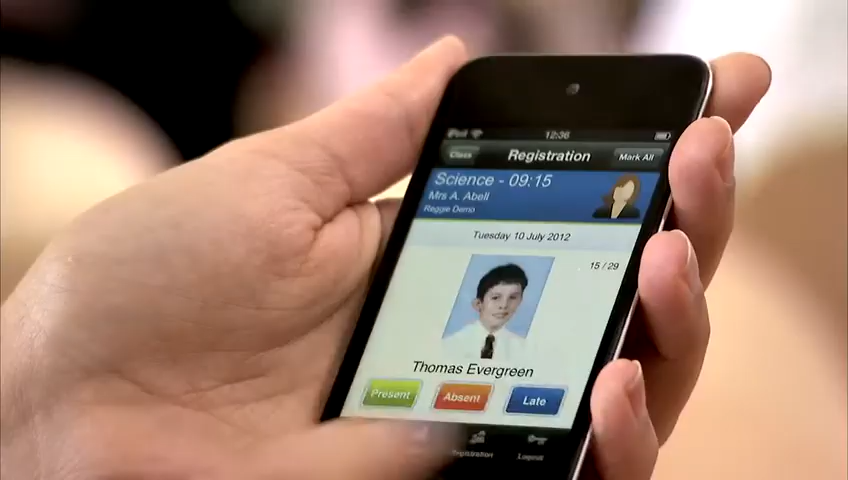 iPod
12:36
Class
Registration
Mark All
Science - 09:15
Mrs A. Abell
Reggie Demo
Tuesday 10 July 2012
15 / 29
Thomas Evergreen
Present
Absent
Late
Registration
Logout